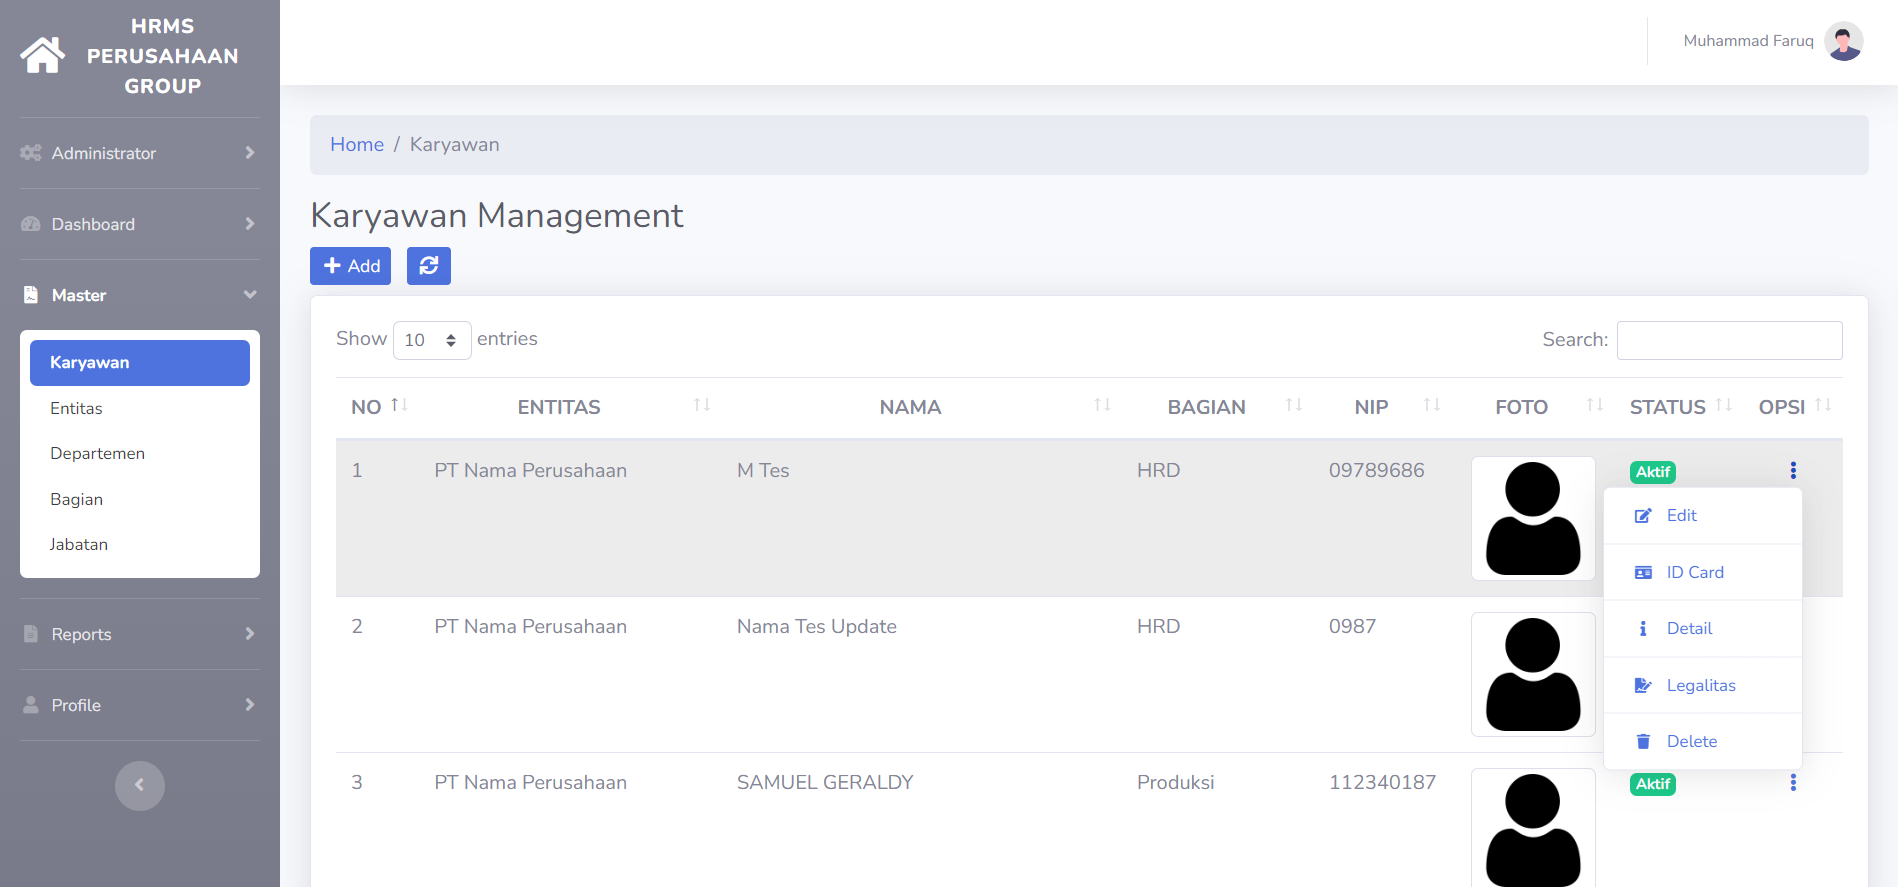 HRMS
PERUSAHAAN
GROUP
Muhammad Faruq
Administrator
Dashboard
Master
Karyawan
Entitas
Departemen
Bagian
Jabatan
Reports
Profile
Home / Karyawan
Karyawan Management
Add
Show 10 entries
Search:
NO ENTITAS NAMA BAGIAN NIP FOTO STATUS OPSI
1 PT Nama Perusahaan M Tes HRD 09789686 Aktif
Edit
ID Card
Detail
Legalitas
Delete
2 PT Nama Perusahaan Nama Tes Update HRD 0987
3 PT Nama Perusahaan SAMUEL GERALDY Produksi 112340187 Aktif